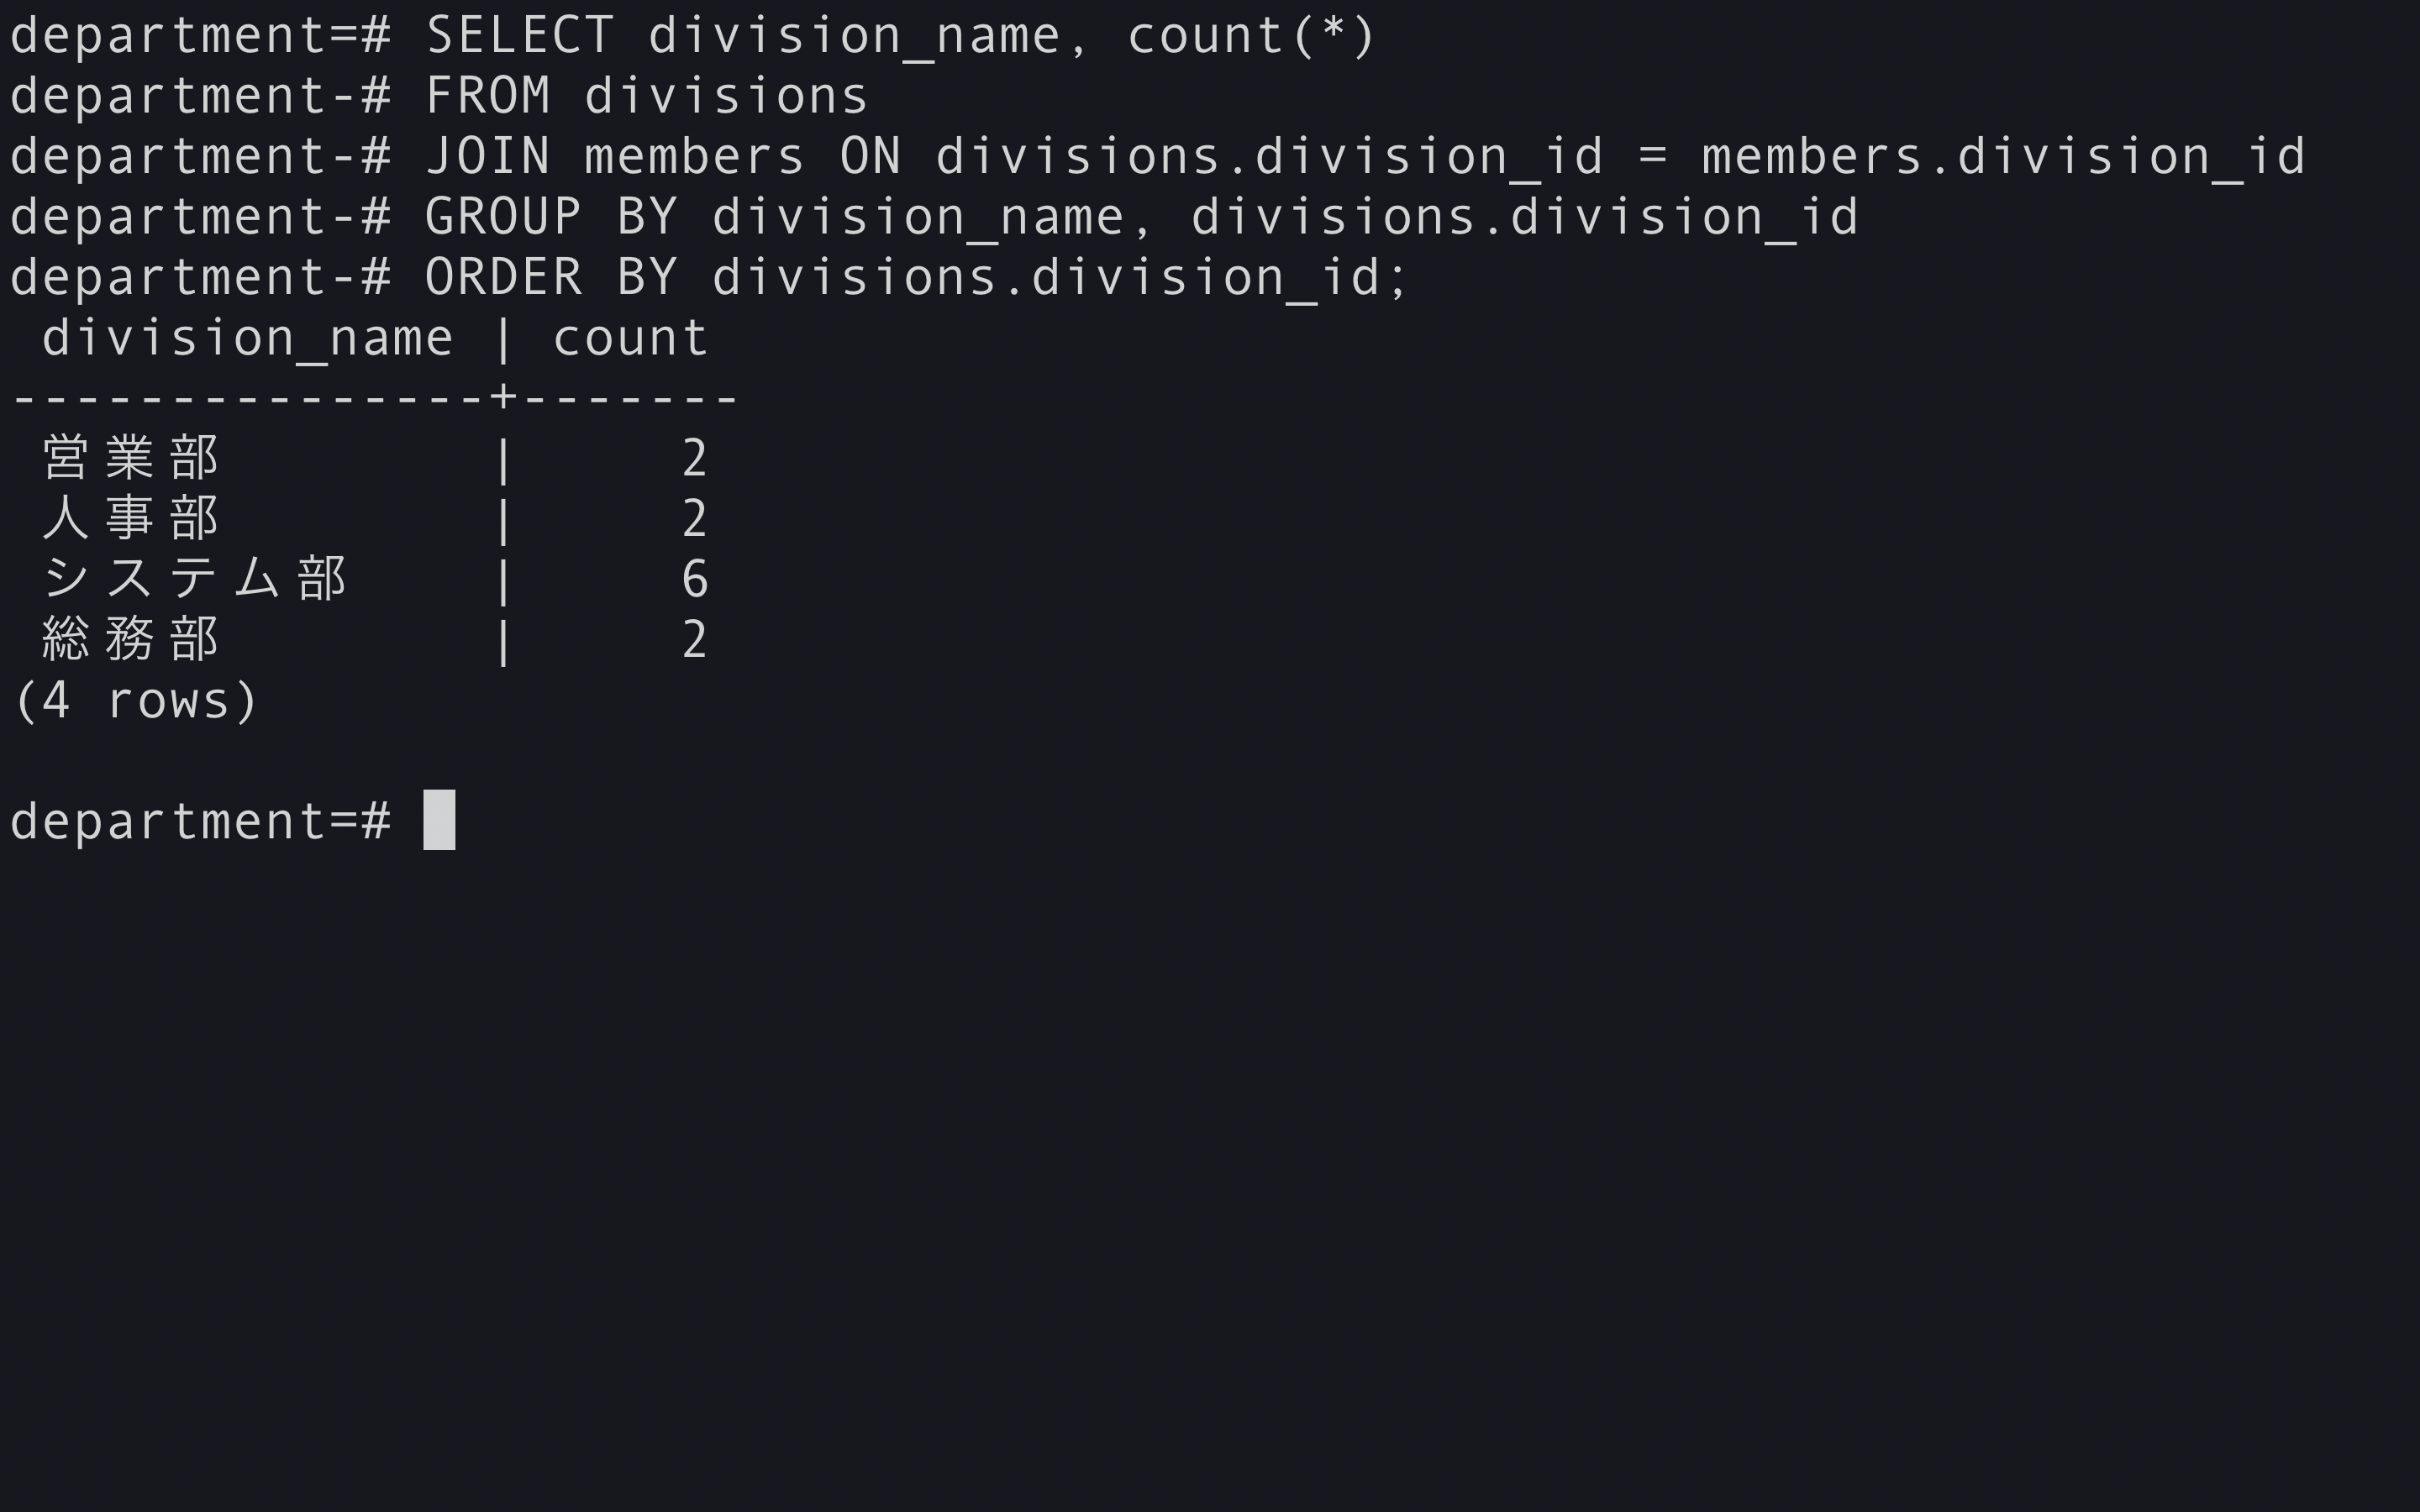 department=# SELECT division_name, count(*)
department-# FROM divisions
department-# JOIN members ON divisions.division_id = members.division_id
department-# GROUP BY division_name, divisions.division_id
department-# ORDER BY divisions.division_id;
 division_name | count
---------------+-------
 営業部        |     2
 人事部        |     2
 システム部    |     6
 総務部        |     2
(4 rows)
department=#